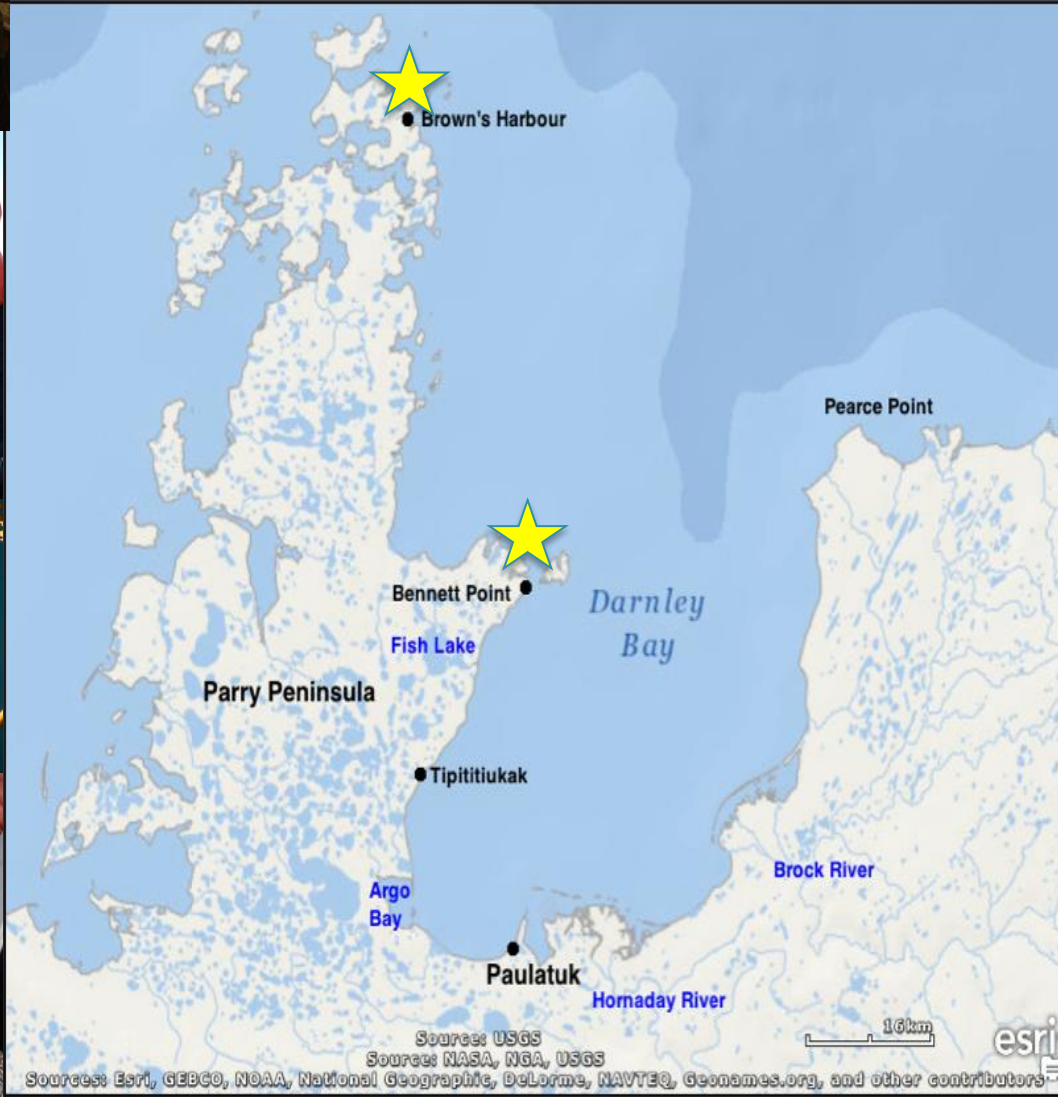 Brown's Harbour
Pearce Point
Bennett Point
Darnley
Bay
Fish Lake
Parry Peninsula
Tipititiukak
Brock River
Argo
Bay
Paulatuk
Hornaday River
16km
esri
Source: USGS
Source: NASA, NGA, USGS
Sources: Esri, GEBCO, NOAA, National Geographic, DeLorme, NAVTEQ, Geonames.org, and other contributors